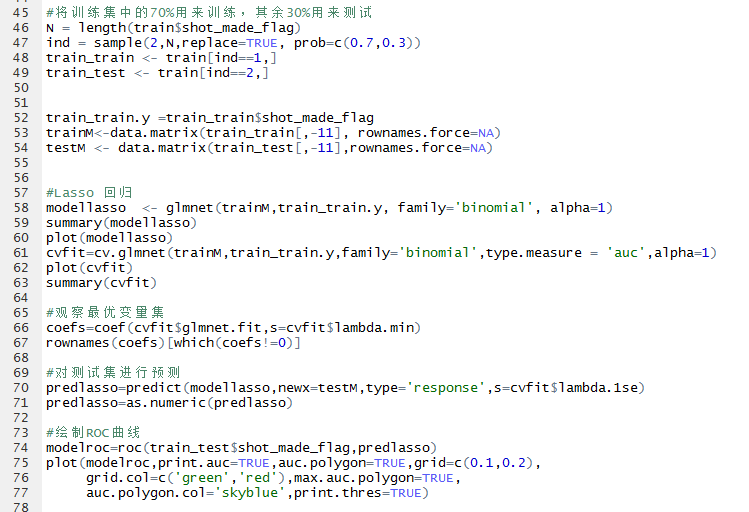 45 #将训练集中的70%用来训练，其余30%用来测试
46 N = length(train$shot_made_flag)
47 ind = sample(2,N,replace=TRUE, prob=c(0.7,0.3))
48 train_train <- train[ind==1,]
49 train_test <- train[ind==2,]
50
51
52 train_train.y =train_train$shot_made_flag
53 trainM<-data.matrix(train_train[,-11], rownames.force=NA)
54 testM <- data.matrix(train_test[,-11],rownames.force=NA)
55
56
57 #Lasso 回归
58 modellasso  <- glmnet(trainM,train_train.y, family='binomial', alpha=1)
59 summary(modellasso)
60 plot(modellasso)
61 cvfit=cv.glmnet(trainM,train_train.y,family='binomial',type.measure = 'auc',alpha=1)
62 plot(cvfit)
63 summary(cvfit)
64
65 #观察最优变量集
66 coefs=coef(cvfit$glmnet.fit,s=cvfit$lambda.min)
67 rownames(coefs)[which(coefs!=0)]
68
69 #对测试集进行预测
70 predlasso=predict(modellasso,newx=testM,type='response',s=cvfit$lambda.1se)
71 predlasso=as.numeric(predlasso)
72
73 #绘制ROC曲线
74 modelroc=roc(train_test$shot_made_flag,predlasso)
75 plot(modelroc,print.auc=TRUE,auc.polygon=TRUE,grid=c(0.1,0.2),
76      grid.col=c('green','red'),max.auc.polygon=TRUE,
77      auc.polygon.col='skyblue',print.thres=TRUE)
78